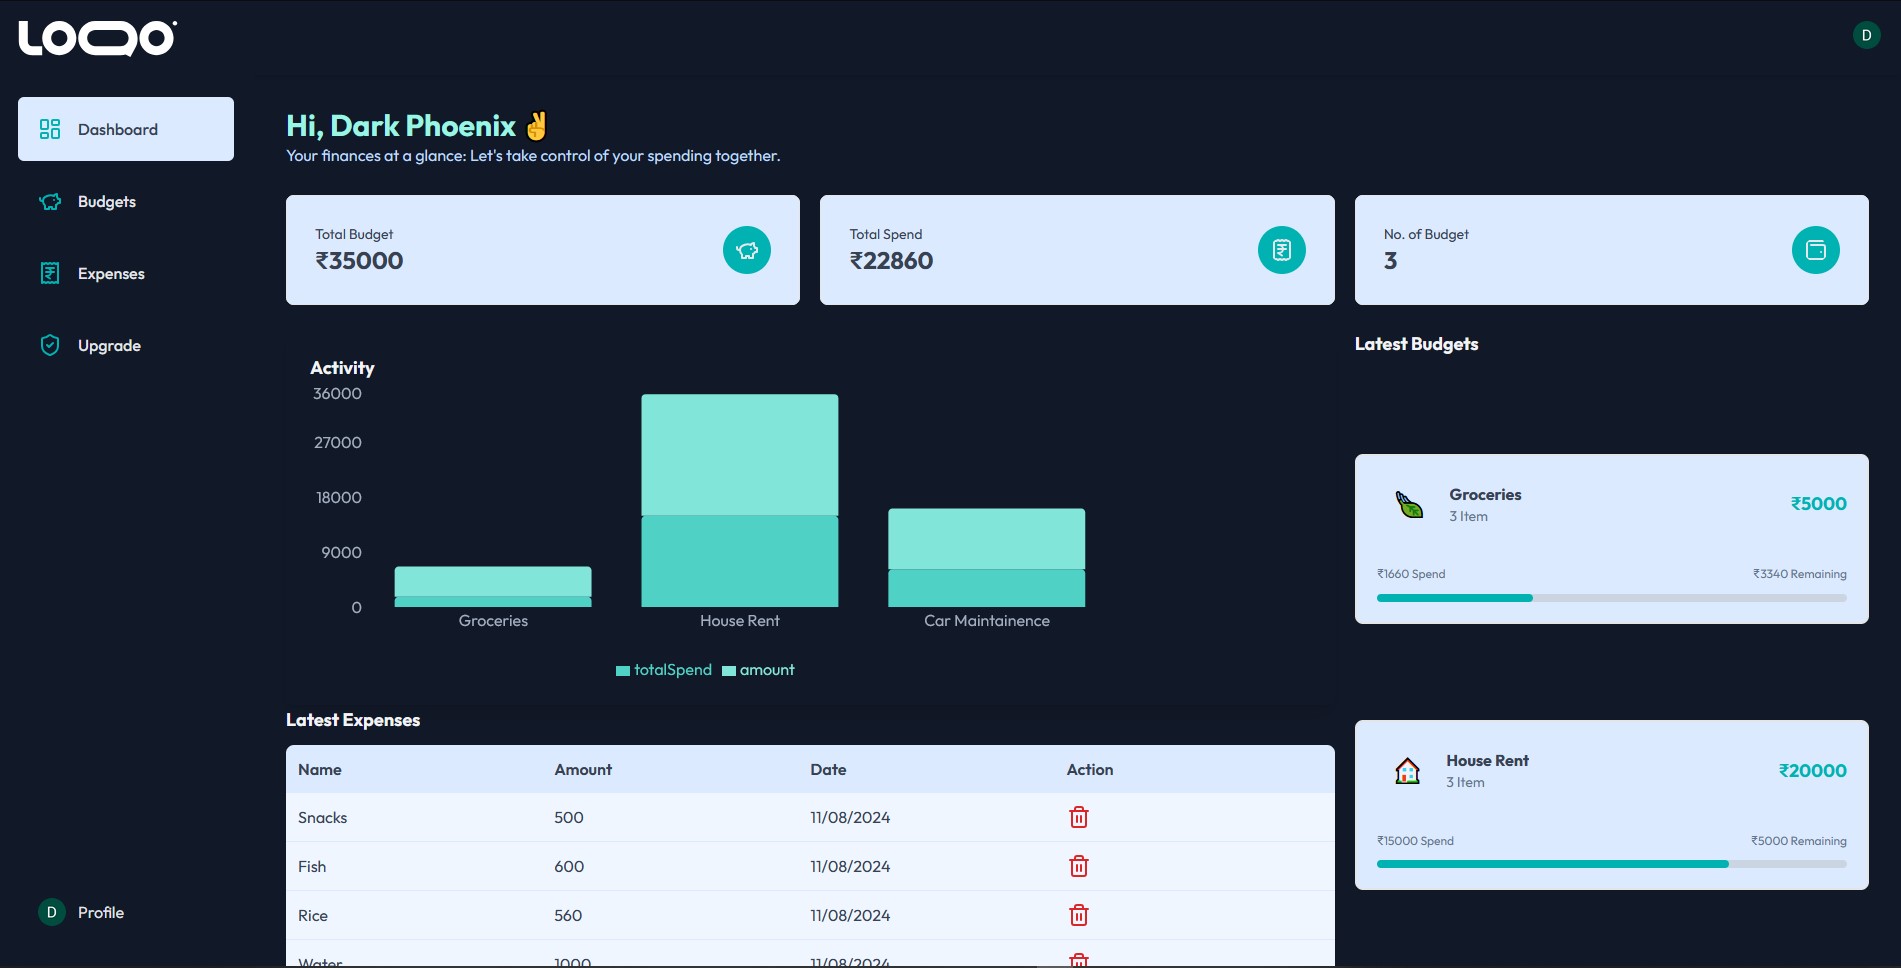 LOQO
D
Dashboard
Budgets
Expenses
Upgrade
D Profile
Hi, Dark Phoenix ✌️
Your finances at a glance: Let's take control of your spending together.
Total Budget
₹35000
Total Spend
₹22860
No. of Budget
3
Activity
36000
27000
18000
9000
0
Groceries House Rent Car Maintainence
totalSpend amount
Latest Expenses
Name Amount Date Action
Snacks 500 11/08/2024
Fish 600 11/08/2024
Rice 560 11/08/2024
Water 1000 11/08/2024
Latest Budgets
Groceries
3 Item
₹5000
₹1660 Spend ₹3340 Remaining
House Rent
3 Item
₹20000
₹15000 Spend ₹5000 Remaining